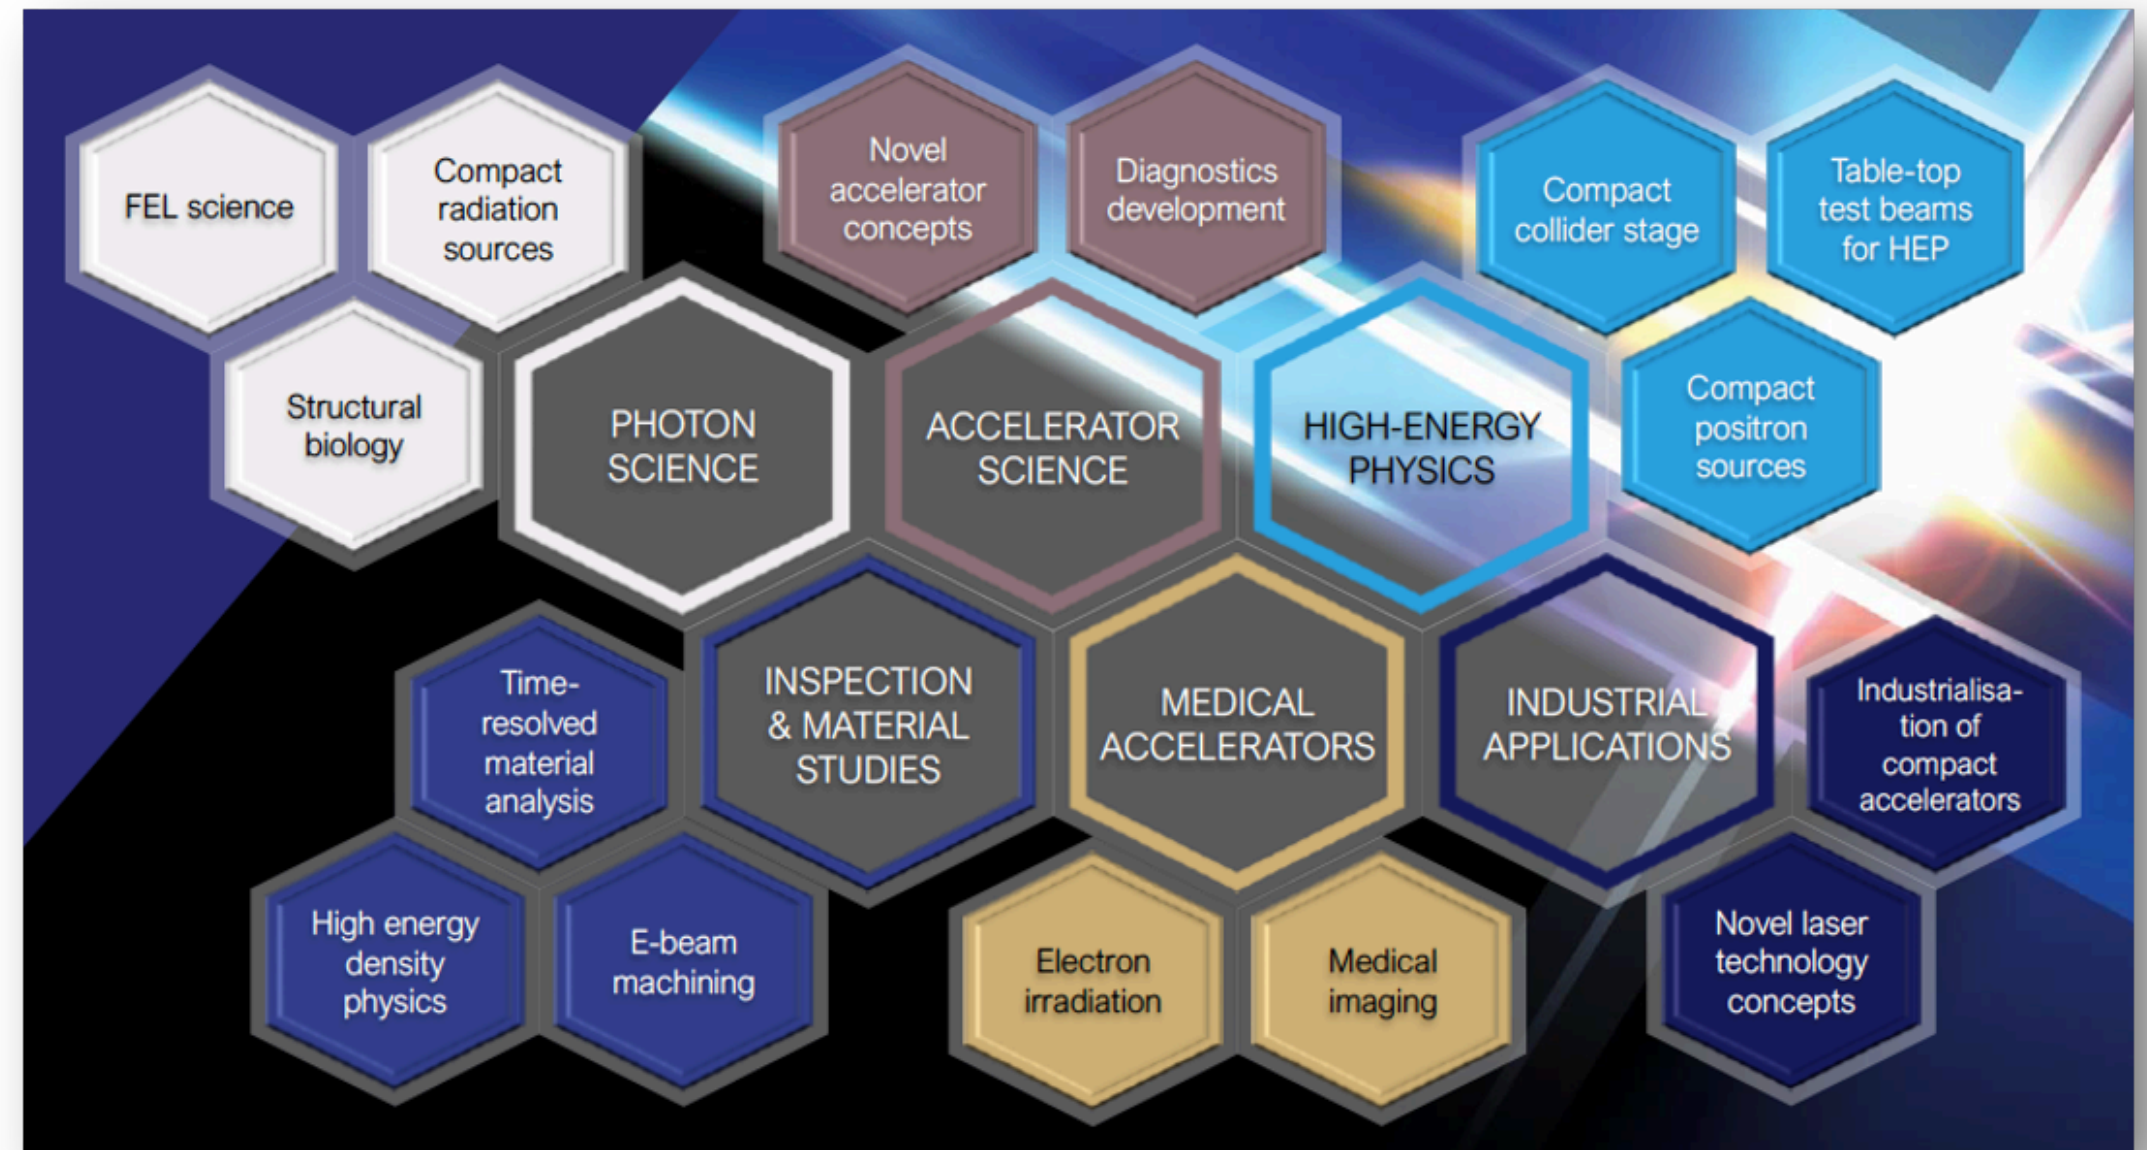 FEL science
Compact
radiation
sources
Novel
accelerator
concepts
Diagnostics
development
Compact
collider stage
Table-top
test beams
for HEP
Structural
biology
PHOTON
SCIENCE
ACCELERATOR
SCIENCE
HIGH-ENERGY
PHYSICS
Compact
positron
sources
Time-
resolved
material
analysis
INSPECTION
& MATERIAL
STUDIES
MEDICAL
ACCELERATORS
INDUSTRIAL
APPLICATIONS
Industrialisa-
tion of
compact
accelerators
High energy
density
physics
E-beam
machining
Electron
irradiation
Medical
imaging
Novel laser
technology
concepts